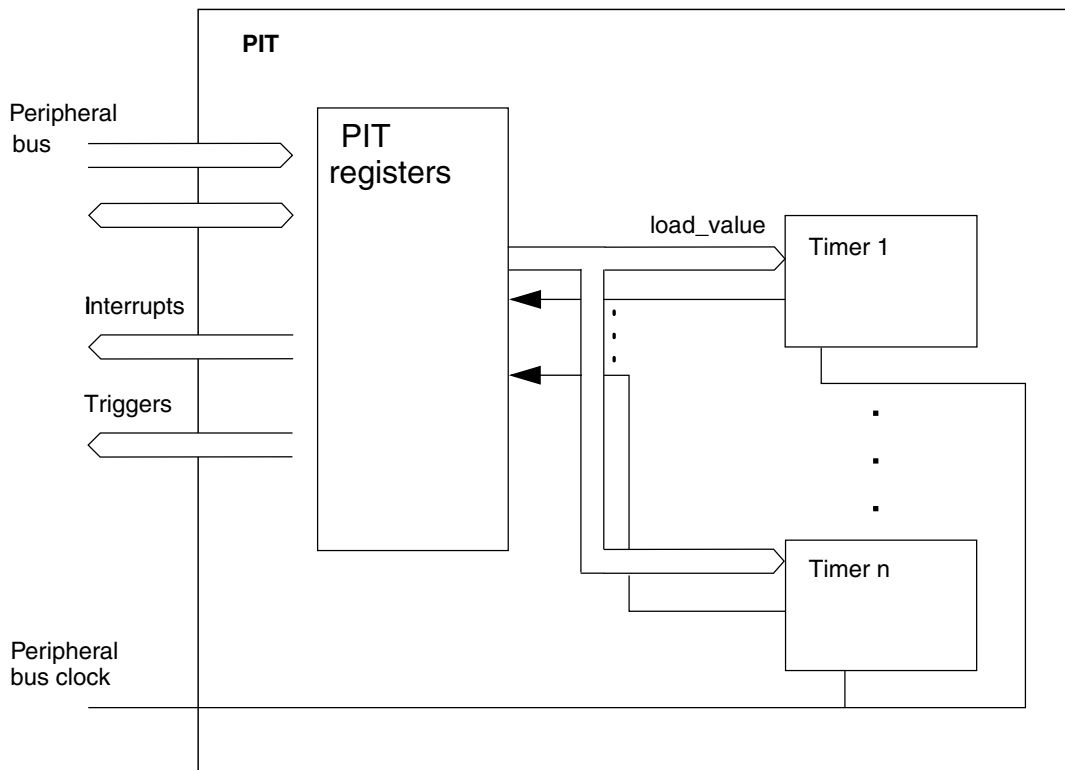 PIT
Peripheral
bus
PIT
registers
load_value
Timer 1
Interrupts
Triggers
Timer n
Peripheral
bus clock